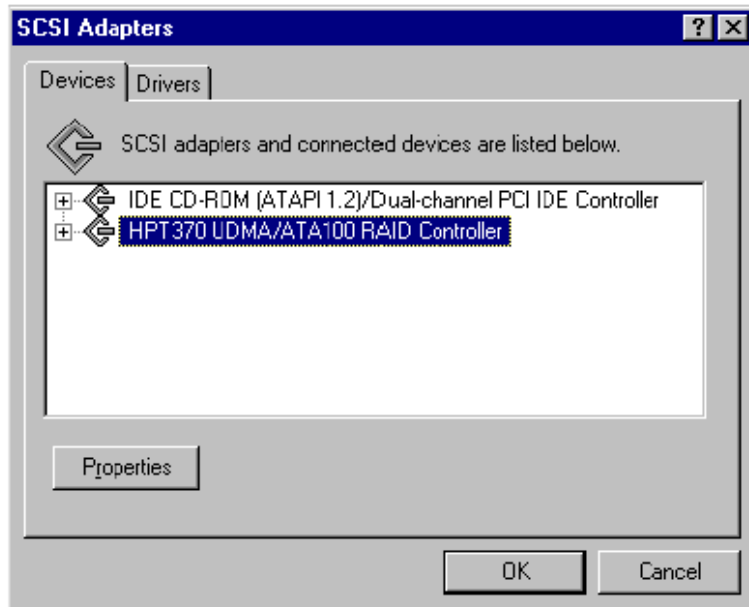 SCSI Adapters
Devices Drivers
SCSI adapters and connected devices are listed below.
IDE CD-ROM (ATAPI 1.2)/Dual-channel PCI IDE Controller
HPT370 UDMA/ATA100 RAID Controller
Properties
OK Cancel